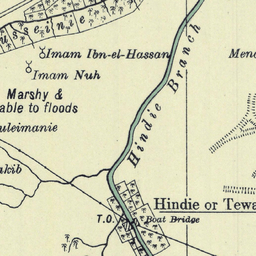 usseinie
Imam Ibn-el-Hassan
Imam Nuh
Hindie Branch
Marshy &
able to floods
uleimanie
akib
Hindie or Tewa
T.O.
Boat Bridge